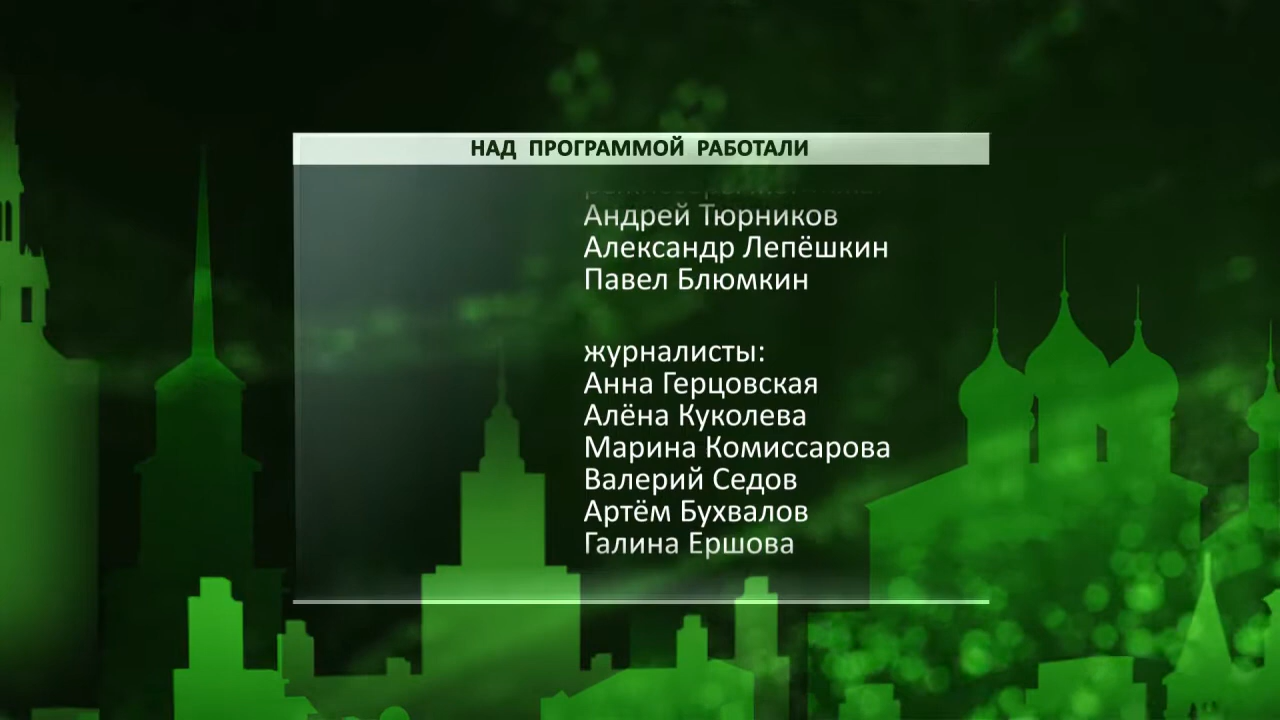 НАД ПРОГРАММОЙ РАБОТАЛИ
Андрей Тюрников
Александр Лепёшкин
Павел Блюмкин
журналисты:
Анна Герцовская
Алёна Куколева
Марина Комиссарова
Валерий Седов
Артём Бухвалов
Галина Ершова